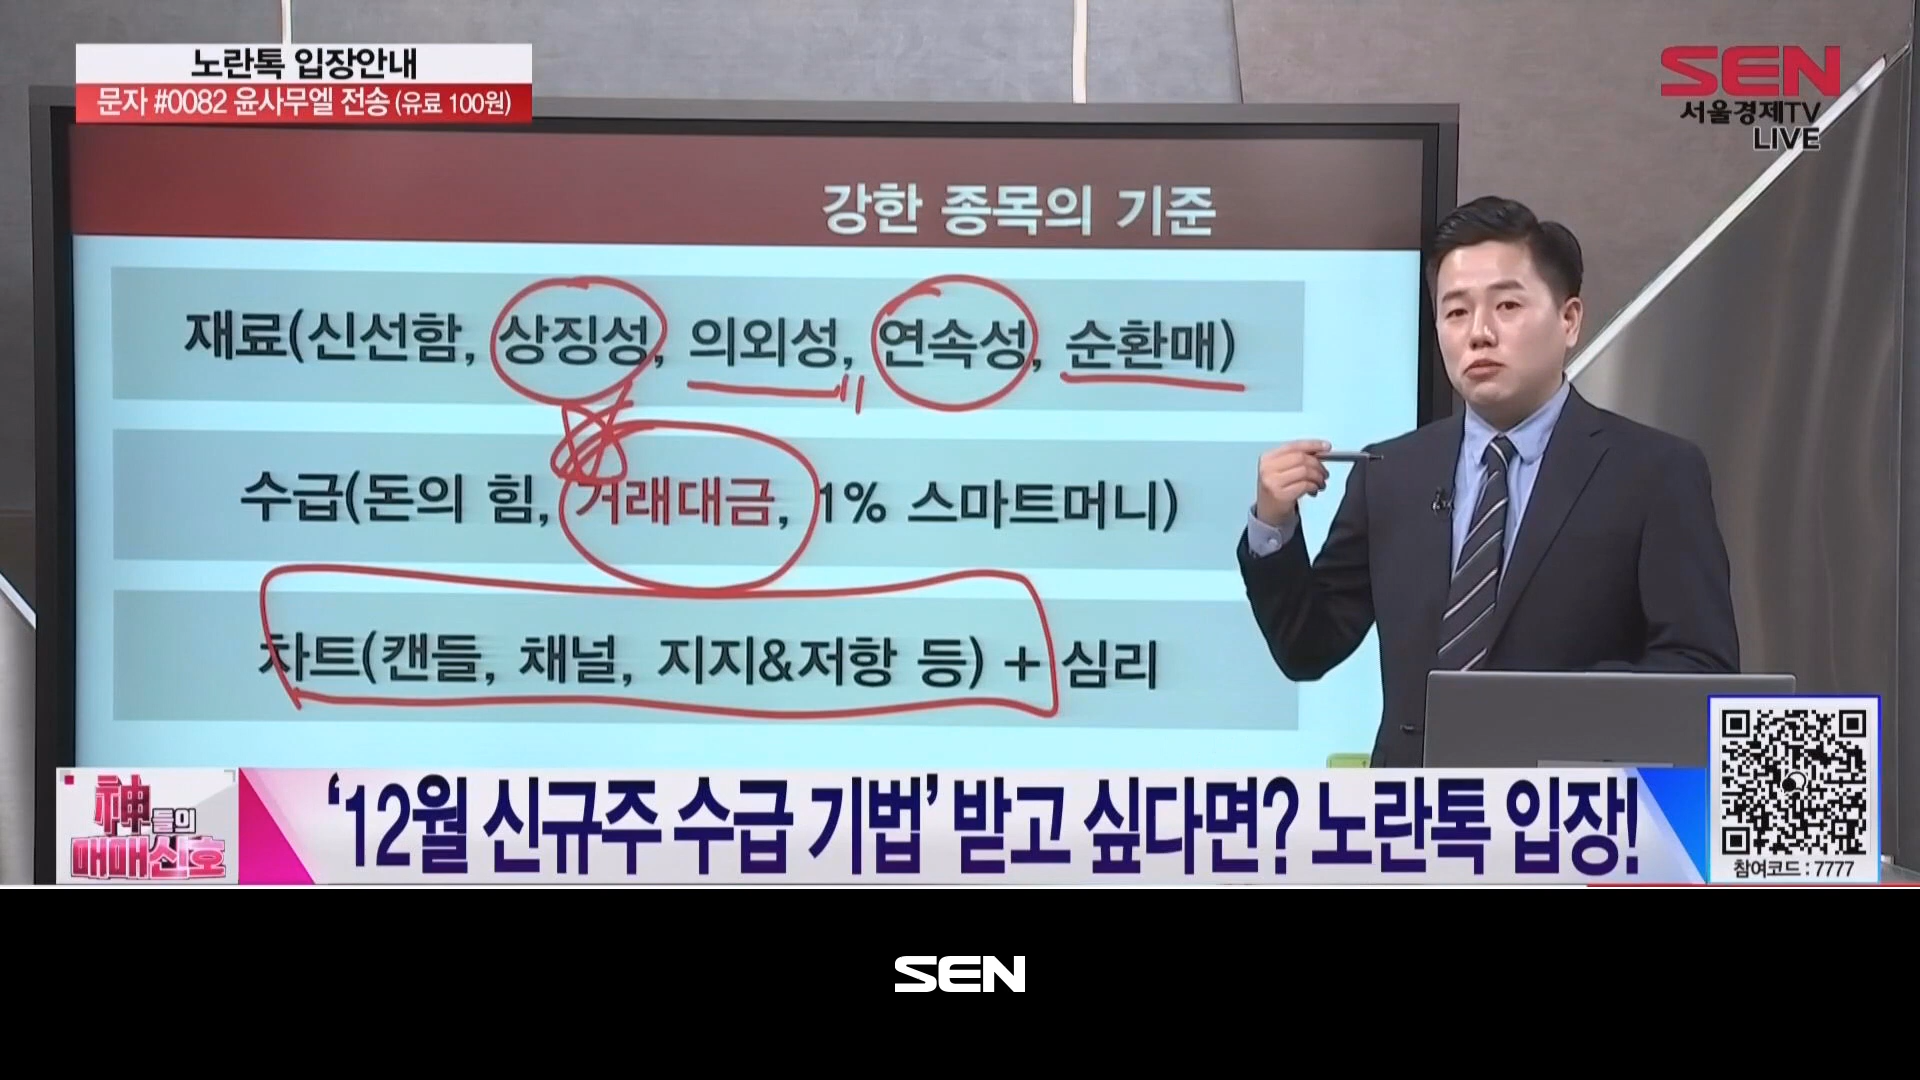 노란톡 입장안내
문자 #0082 윤사무엘 전송 (유료 100원)
SEN
서울경제TV
LIVE
강한 종목의 기준
재료(신선함, 상징성, 의외성, 연속성, 순환매)
수급(돈의 힘, 거래대금, 1% 스마트머니)
차트(캔들, 채널, 지지&저항 등) + 심리
神들의
매매신호
‘12월 신규주 수급 기법’ 받고 싶다면? 노란톡 입장!
참여코드 : 7777
SEN